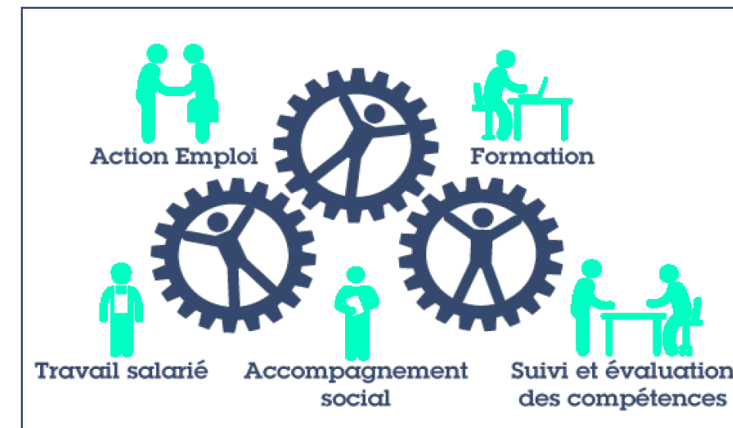 Action Emploi
Formation
Travail salarié
Accompagnement
social
Suivi et évaluation
des compétences